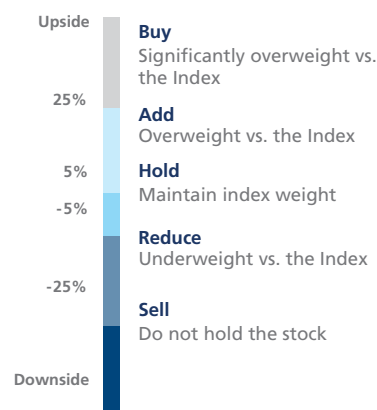 Upside
Buy
Significantly overweight vs.
the Index
25%
Add
Overweight vs. the Index
5%
Hold
Maintain index weight
-5%
Reduce
Underweight vs. the Index
-25%
Sell
Do not hold the stock
Downside